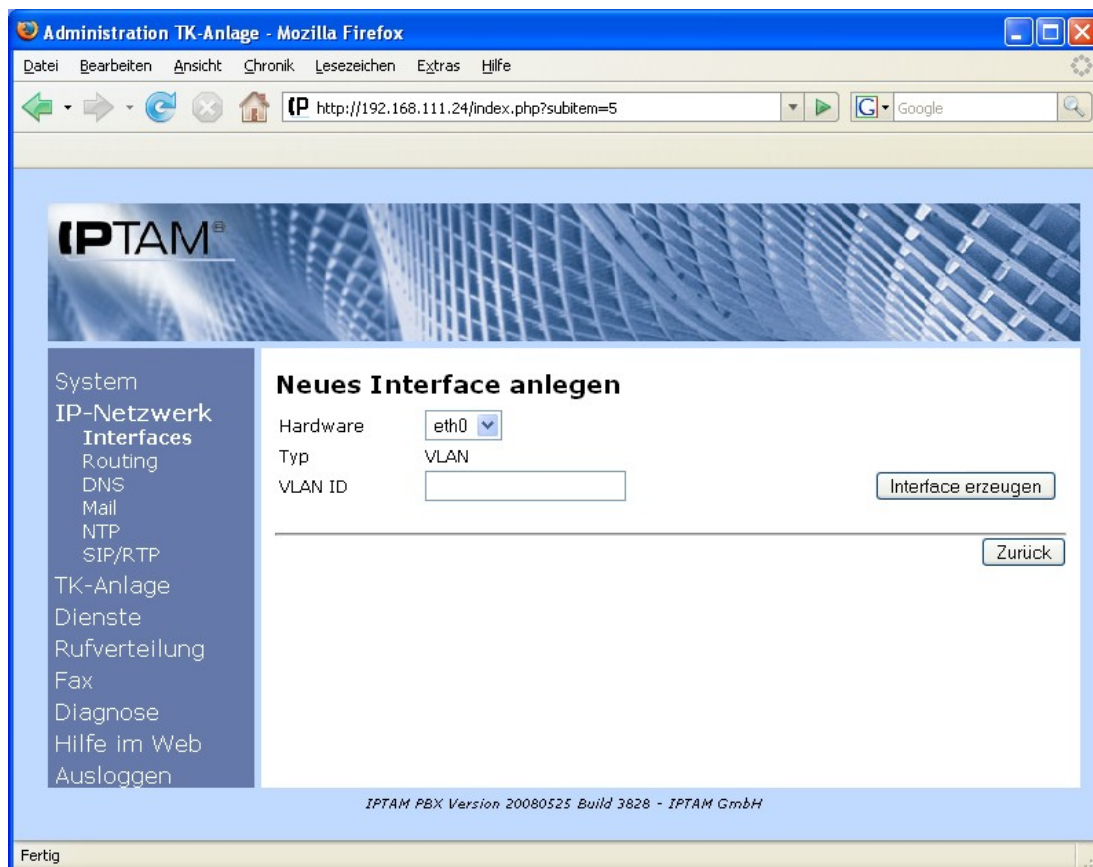 Administration TK-Anlage - Mozilla Firefox
Datei Bearbeiten Ansicht Chronik Lesezeichen Extras Hilfe
http://192.168.111.24/index.php?subitem=5
Google
IPTAM®
System
IP-Netzwerk
Interfaces
Routing
DNS
Mail
NTP
SIP/RTP
TK-Anlage
Dienste
Rufverteilung
Fax
Diagnose
Hilfe im Web
Ausloggen
Neues Interface anlegen
Hardware eth0
Typ VLAN
VLAN ID Interface erzeugen
Zurück
IPTAM PBX Version 20080525 Build 3828 - IPTAM GmbH
Fertig